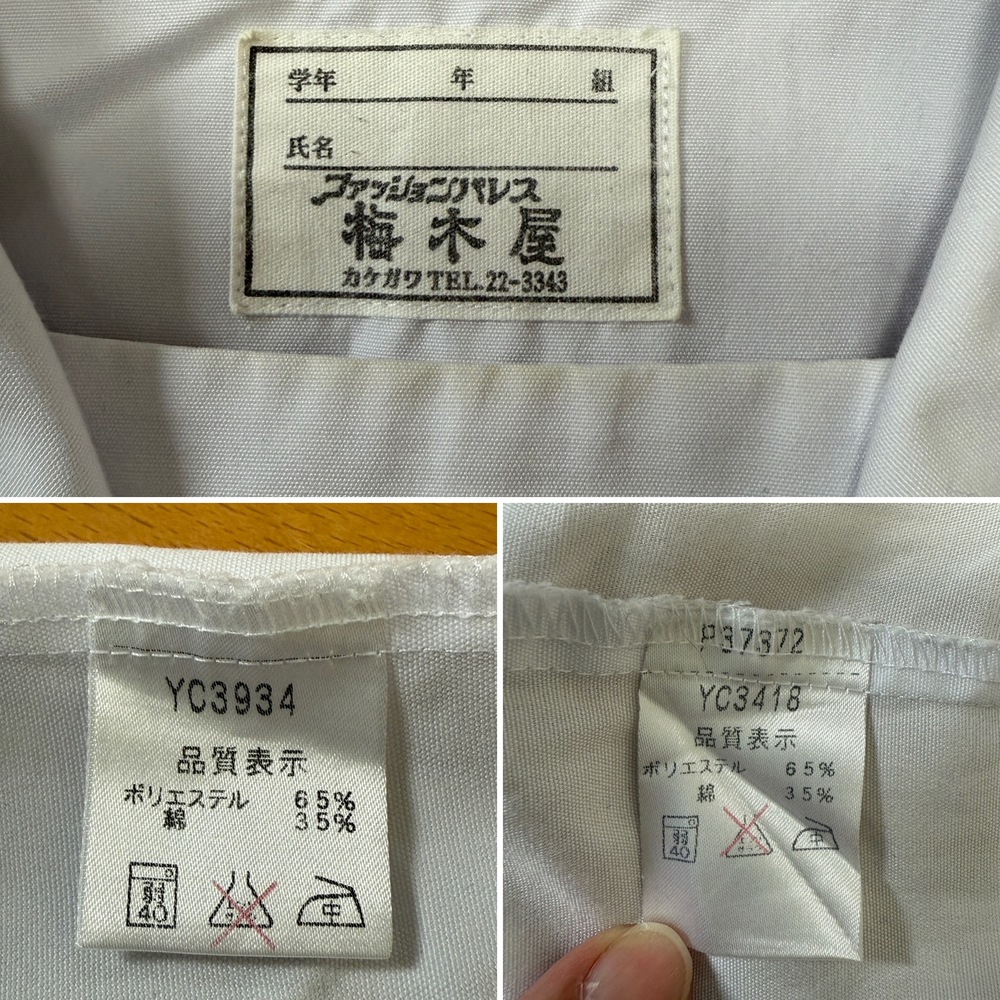 学年 年 組
氏名
ファッションパレス
梅木屋
カケガワ TEL.22-3343
YC3934
品質表示
ポリエステル 65%
綿 35%
弱
40
中
37372
YC3418
品質表示
ポリエステル 65%
綿 35%
弱
40
中